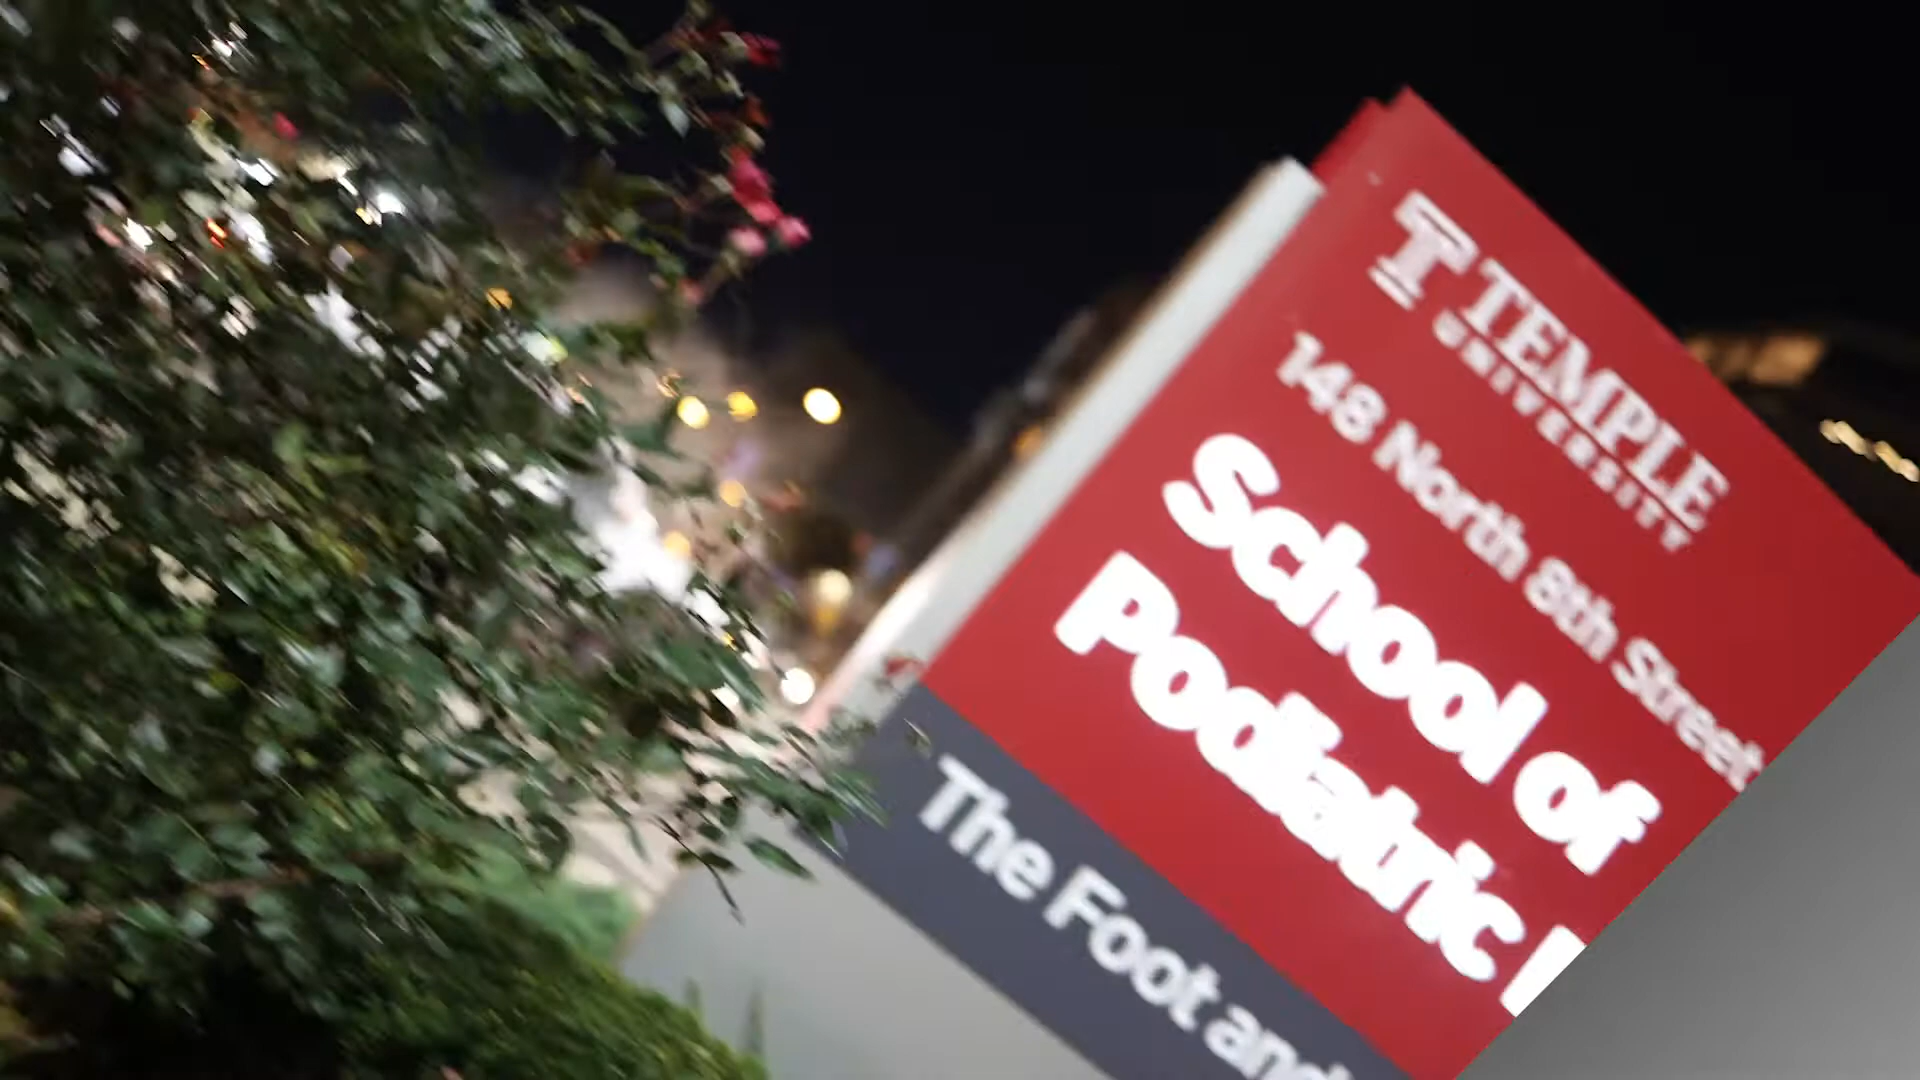 T TEMPLE
UNIVERSITY
148 North 8th Street
School of
Podiatric
The Foot and